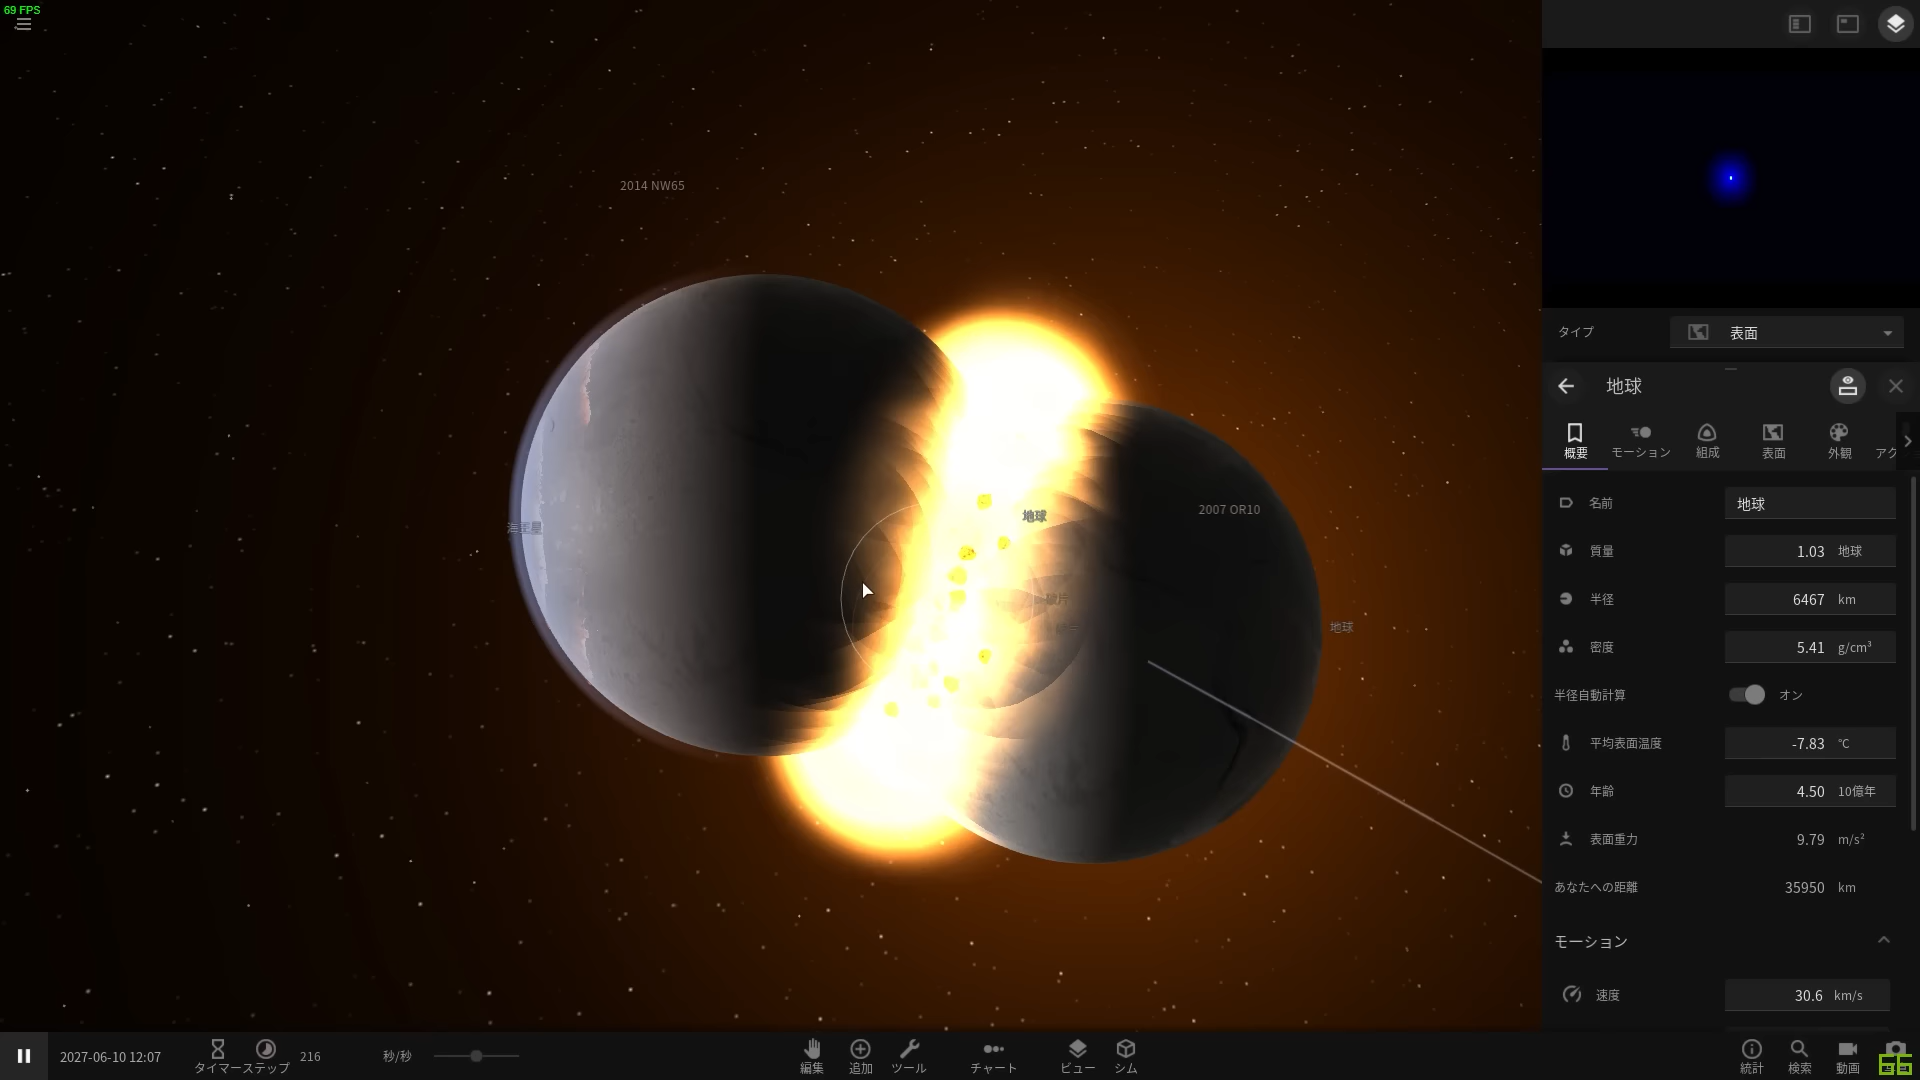 69 FPS
2014 NW65
海王星
地球
2007 OR10
破片
地球
タイプ
表面
地球
概要
モーション
組成
表面
外観
アク
名前
地球
質量
1.03 地球
半径
6467 km
密度
5.41 g/cm³
半径自動計算
オン
平均表面温度
-7.83 °C
年齢
4.50 10億年
表面重力
9.79 m/s²
あなたへの距離
35950 km
モーション
速度
30.6 km/s
2027-06-10 12:07
タイマーステップ
216
秒/秒
編集
追加
ツール
チャート
ビュー
シム
統計
検索
動画